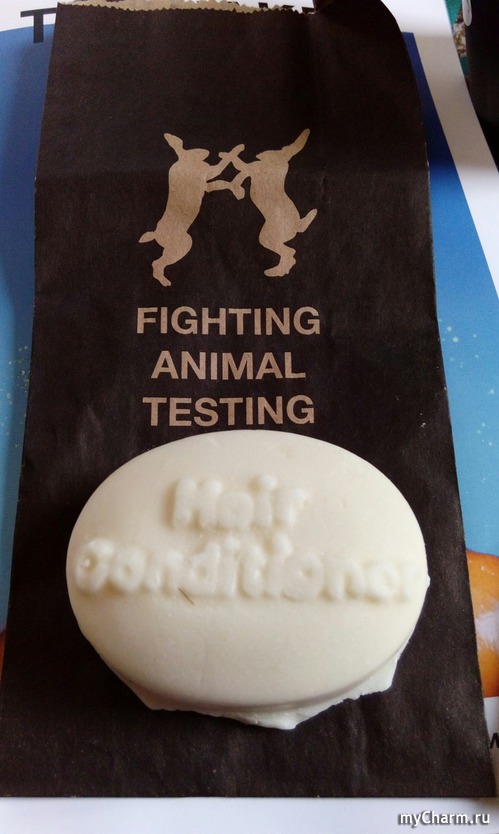 FIGHTING
ANIMAL
TESTING
Hair
conditioner
myCharm.ru